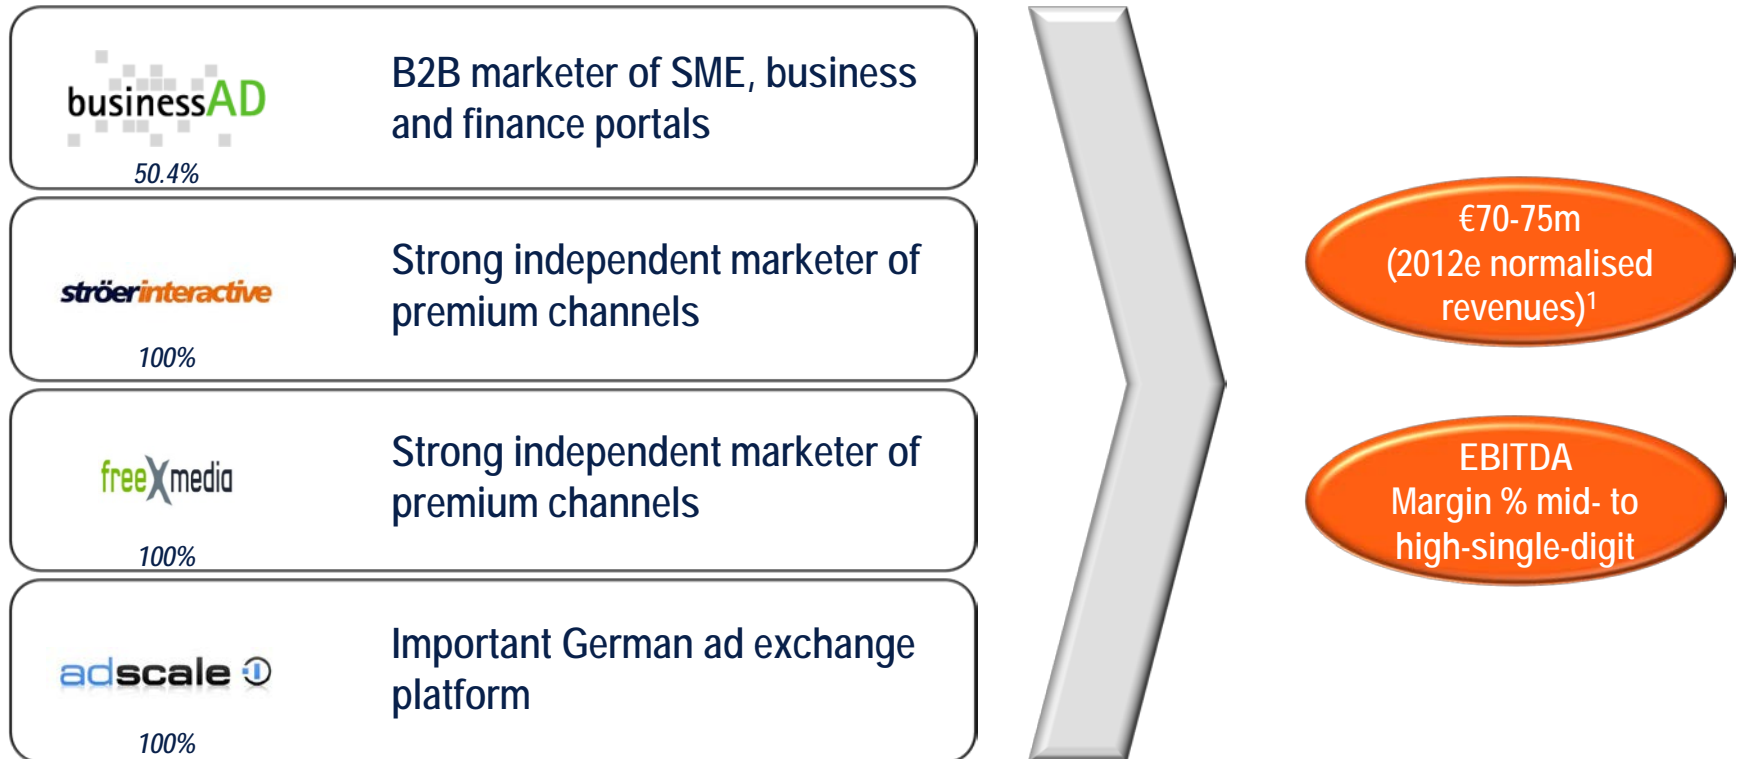 businessAD
50.4%
B2B marketer of SME, business
and finance portals
ströerinteractive
100%
Strong independent marketer of
premium channels
freeXmedia
100%
Strong independent marketer of
premium channels
adscale
100%
Important German ad exchange
platform
€70-75m
(2012e normalised
revenues)¹
EBITDA
Margin % mid- to
high-single-digit